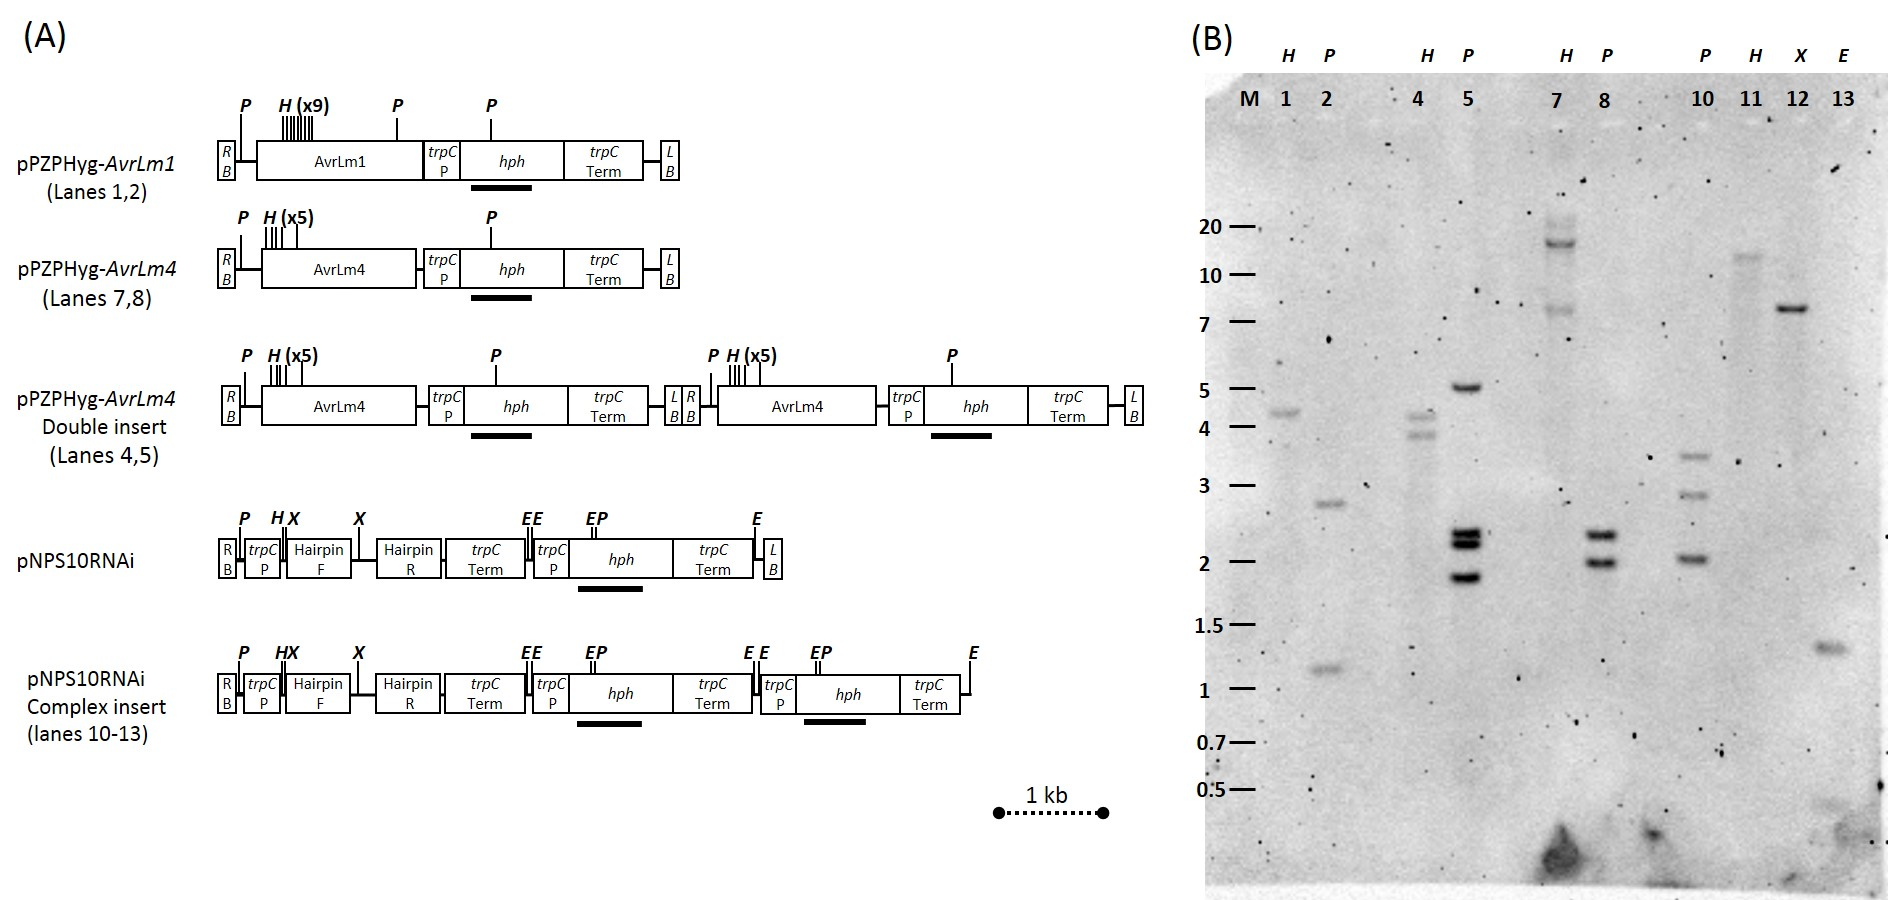 (A)
P H (x9) P P
pPZPHyg-AvrLm1
(Lanes 1,2)
R B AvrLm1 trpC P hph trpC Term L B
P H (x5) P
pPZPHyg-AvrLm4
(Lanes 7,8)
R B AvrLm4 trpC P hph trpC Term L B
P H (x5) P P H (x5) P
pPZPHyg-AvrLm4
Double insert
(Lanes 4,5)
R B AvrLm4 trpC P hph trpC Term L B R B AvrLm4 trpC P hph trpC Term L B
P H X X EE EP E
pNPS10RNAi
R B trpC P Hairpin F Hairpin R trpC Term trpC P hph trpC Term L B
P HX X EE EP E E EP E
pNPS10RNAi
Complex insert
(lanes 10-13)
R B trpC P Hairpin F Hairpin R trpC Term trpC P hph trpC Term trpC P hph trpC Term
1 kb
(B)
H P H P H P P H X E
M 1 2 4 5 7 8 10 11 12 13
20
10
7
5
4
3
2
1.5
1
0.7
0.5